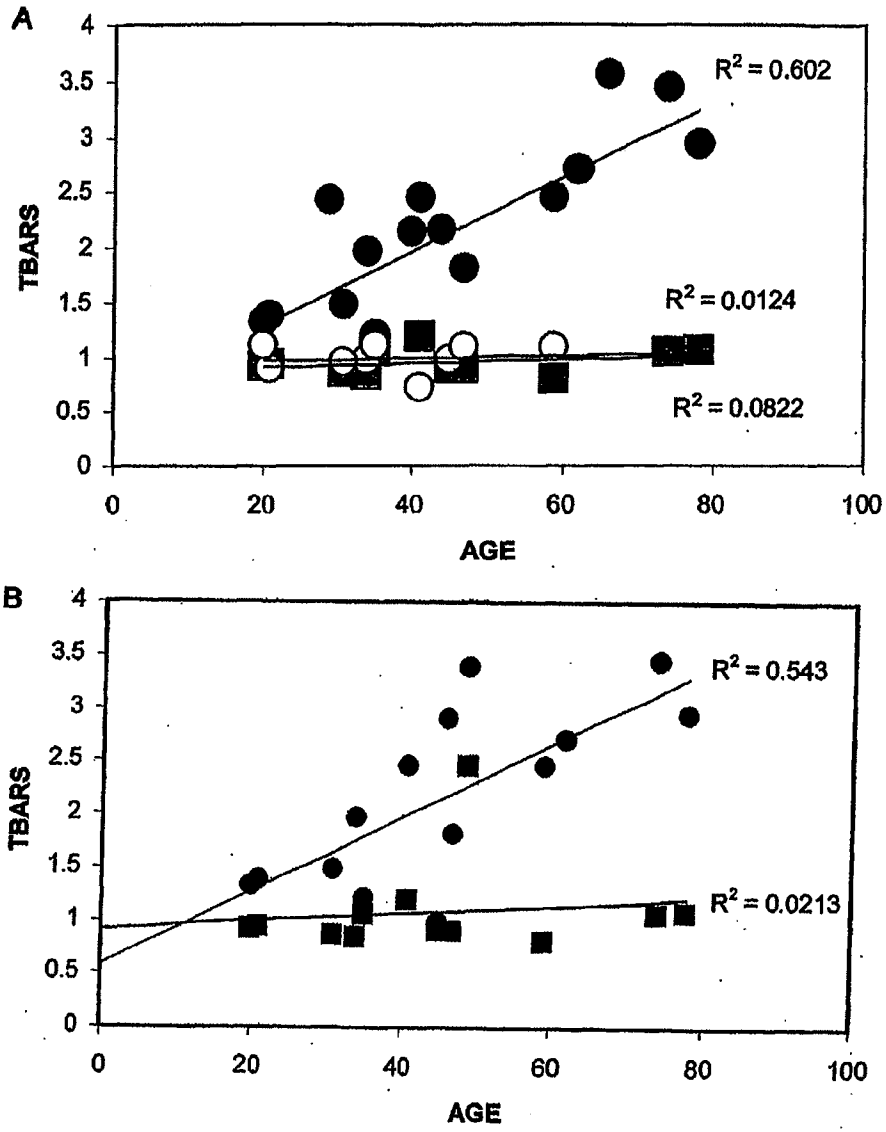 A
4
3.5
3
2.5
2
1.5
1
0.5
0
TBARS
R² = 0.602
R² = 0.0124
R² = 0.0822
0 20 40 60 80 100
AGE
B
4
3.5
3
2.5
2
1.5
1
0.5
0
TBARS
R² = 0.543
R² = 0.0213
0 20 40 60 80 100
AGE